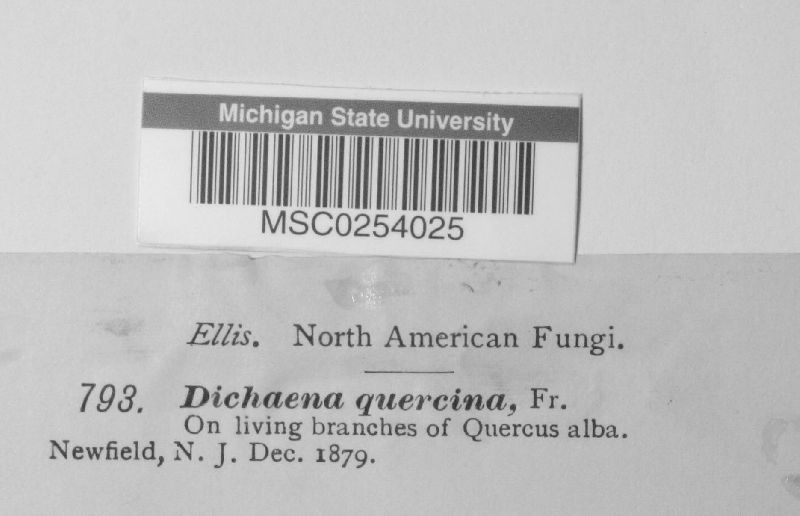 Michigan State University
MSC0254025
Ellis. North American Fungi.
793. Dichaena quercina, Fr.
On living branches of Quercus alba.
Newfield, N. J. Dec. 1879.